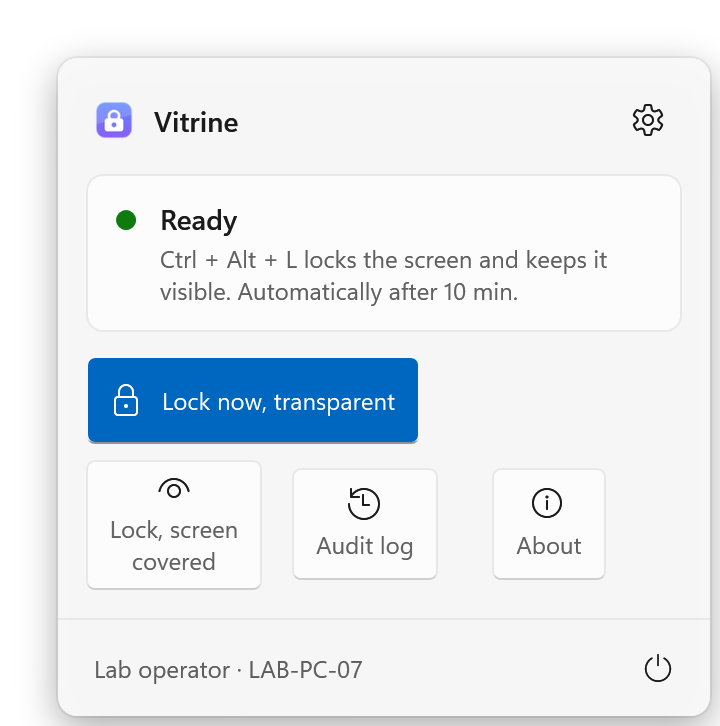 Vitrine
Ready
Ctrl + Alt + L locks the screen and keeps it
visible. Automatically after 10 min.
Lock now, transparent
Lock, screen
covered
Audit log
About
Lab operator · LAB-PC-07